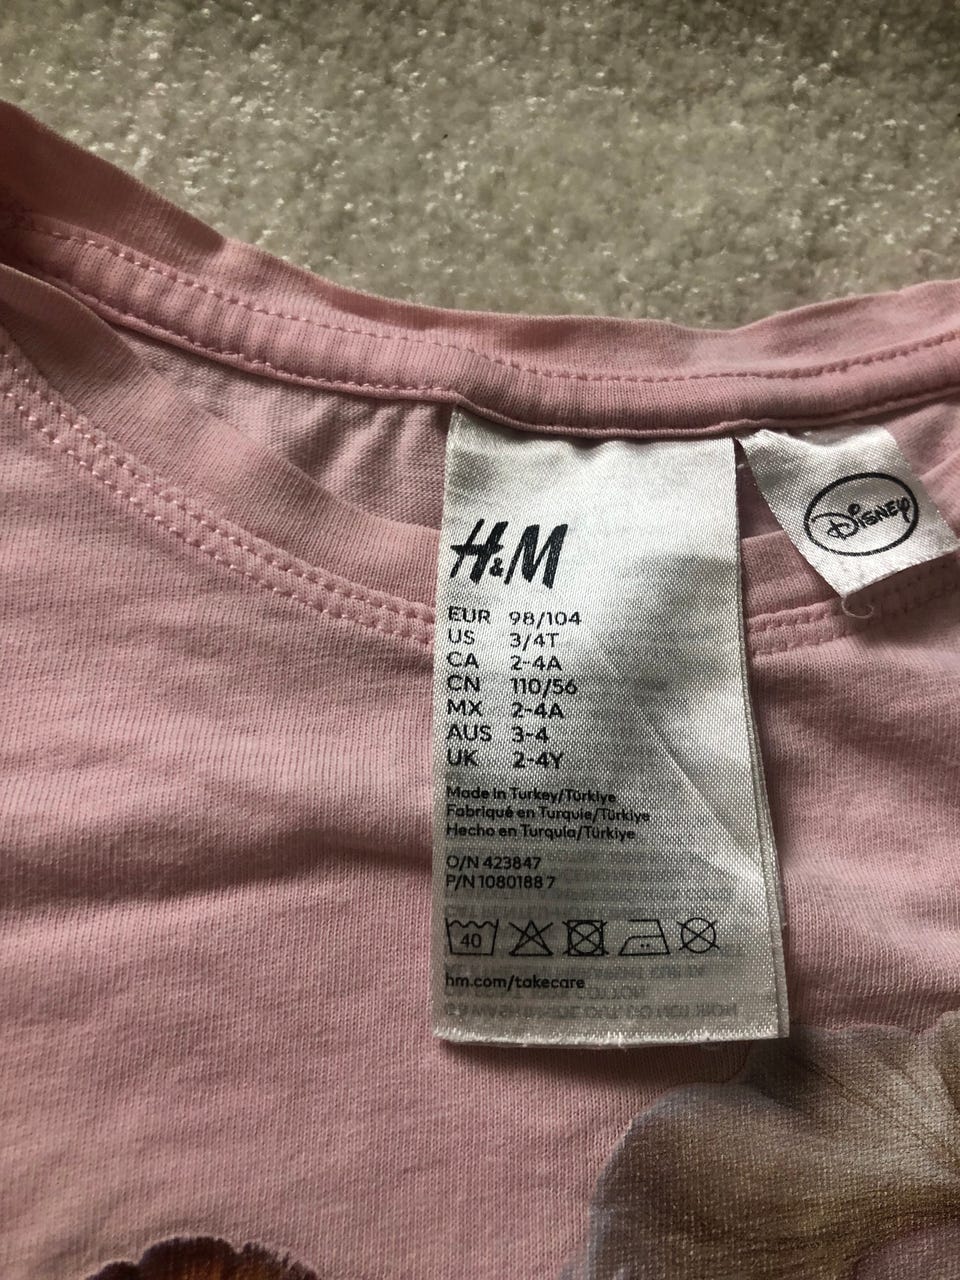 H&M
EUR 98/104
US 3/4T
CA 2-4A
CN 110/56
MX 2-4A
AUS 3-4
UK 2-4Y
Made in Turkey/Türkiye
Fabriqué en Turquie/Türkiye
Hecho en Turquía/Türkiye
O/N 423847
P/N 1080188 7
40
hm.com/takecare
Disney